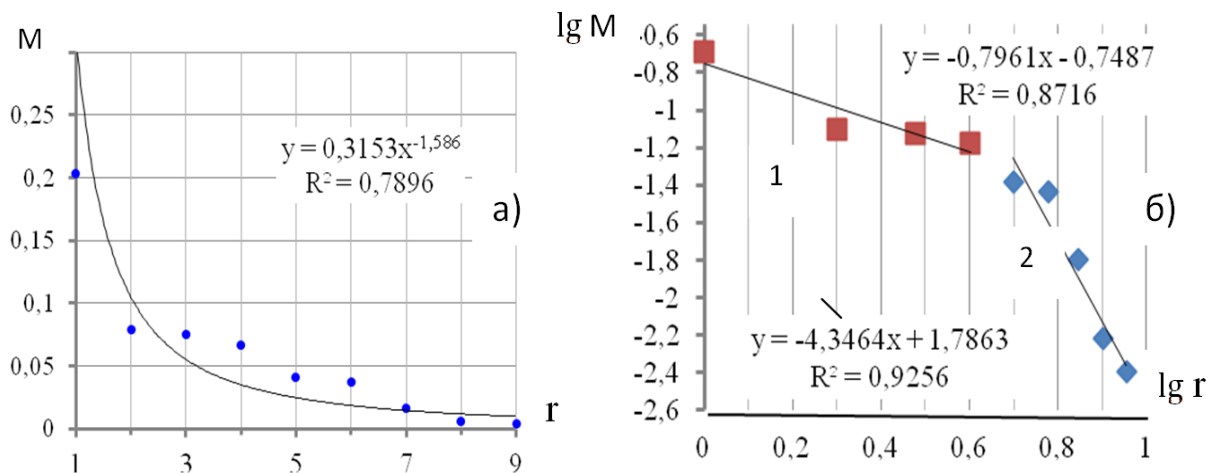 M
0,25
0,2
0,15
0,1
0,05
0
1
3
5
7
9
y = 0,3153x^-1,586
R² = 0,7896
а)
r
lg M
-0,6
-0,8
-1
-1,2
-1,4
-1,6
-1,8
-2
-2,2
-2,4
-2,6
0
0,2
0,4
0,6
0,8
1
y = -0,7961x - 0,7487
R² = 0,8716
1
б)
2
y = -4,3464x + 1,7863
R² = 0,9256
lg r